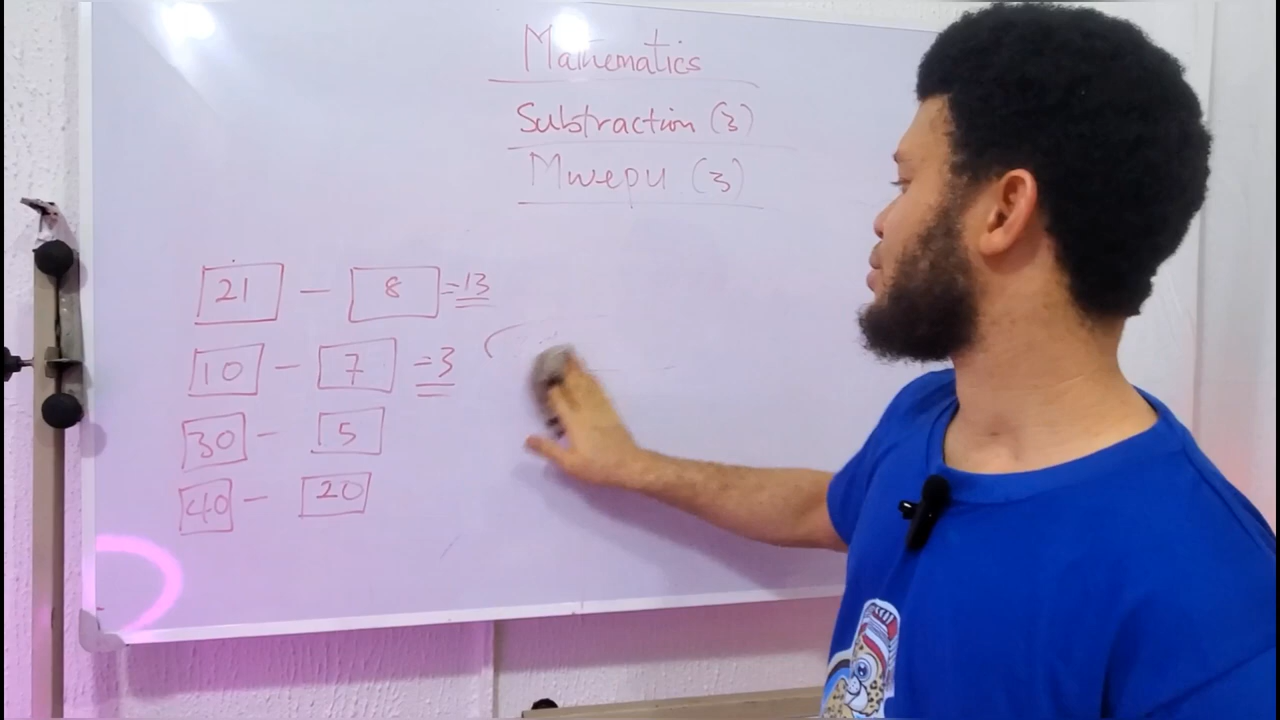 Mathematics
Subtraction (3)
Mwepu (3)
21 - 8 =13
10 - 7 =3
30 - 5
40 - 20